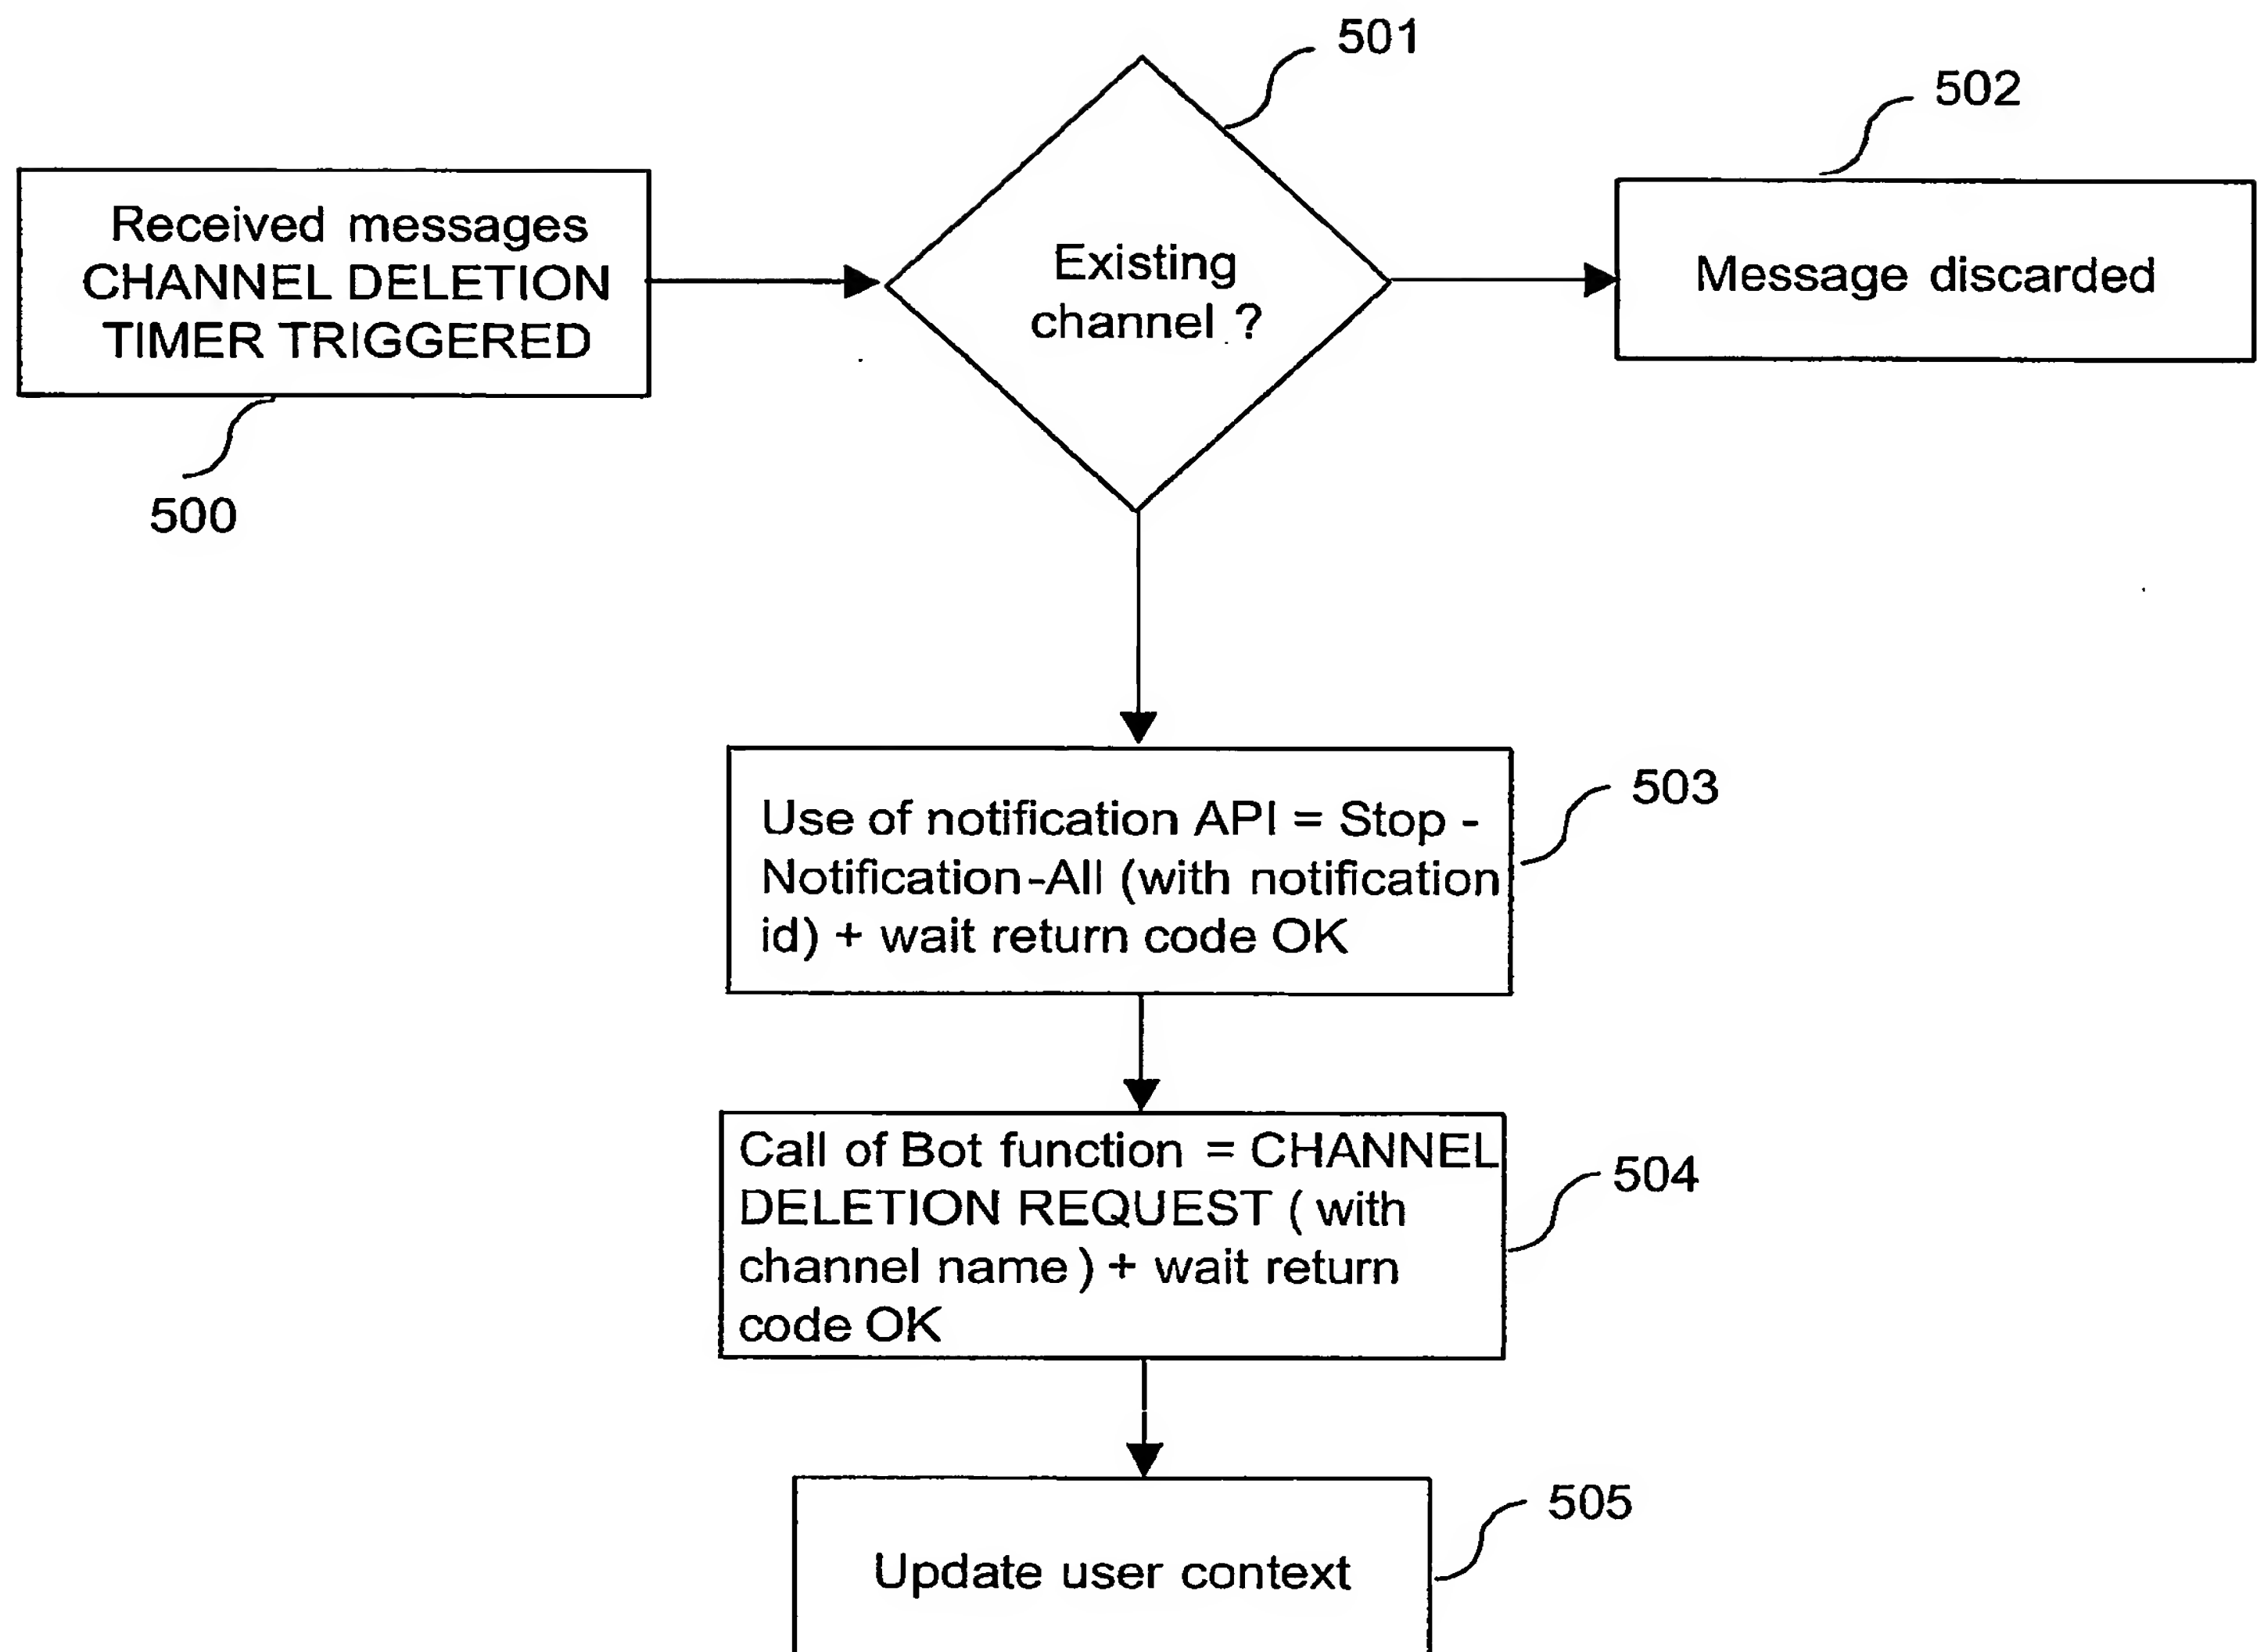 501
502
Received messages
CHANNEL DELETION
TIMER TRIGGERED
Existing
channel ?
Message discarded
500
Use of notification API = Stop -
Notification-All (with notification
id) + wait return code OK
503
Call of Bot function = CHANNEL
DELETION REQUEST ( with
channel name ) + wait return
code OK
504
505
Update user context